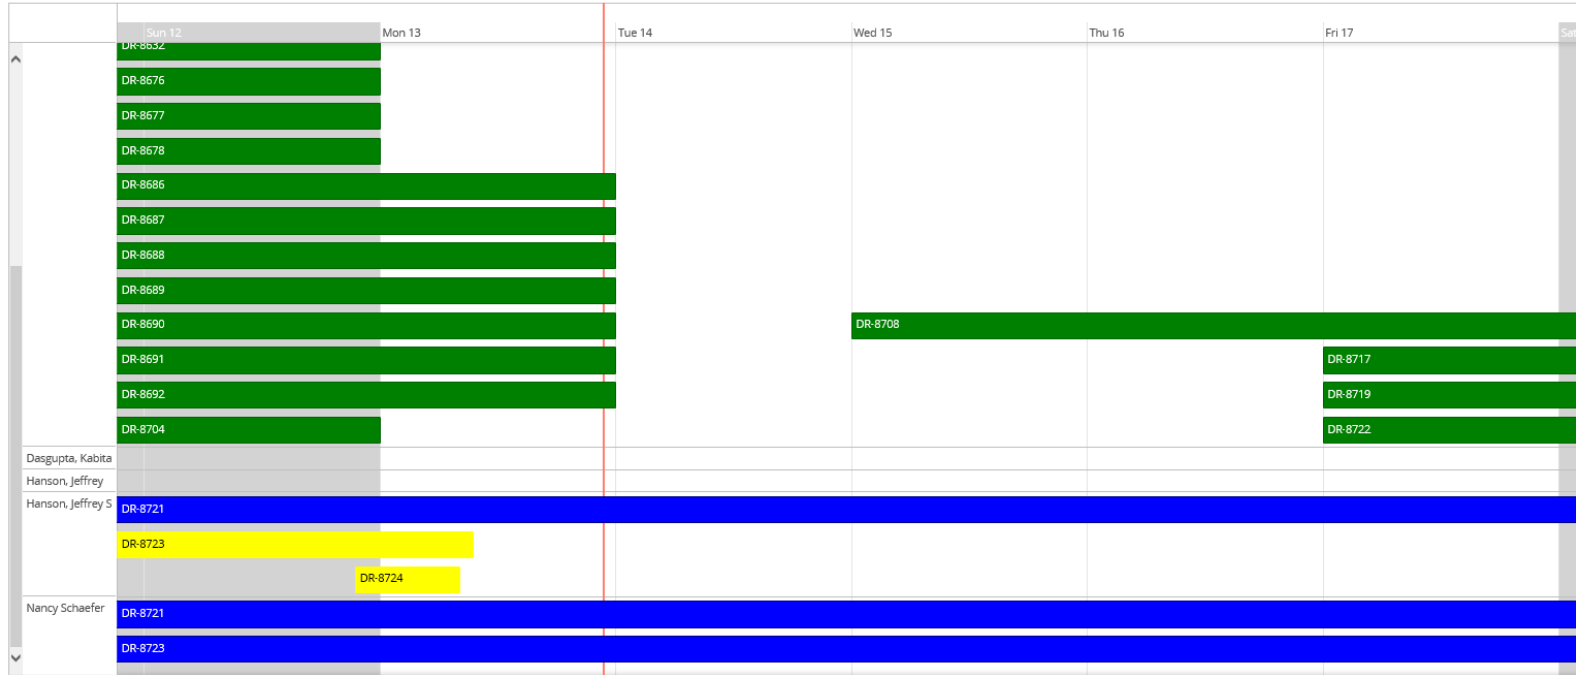 Sun 12 Mon 13 Tue 14 Wed 15 Thu 16 Fri 17 Sat
DR-8632
DR-8676
DR-8677
DR-8678
DR-8686
DR-8687
DR-8688
DR-8689
DR-8690 DR-8708
DR-8691 DR-8717
DR-8692 DR-8719
DR-8704 DR-8722
Dasgupta, Kabita
Hanson, Jeffrey
Hanson, Jeffrey S DR-8721
DR-8723
DR-8724
Nancy Schaefer DR-8721
DR-8723